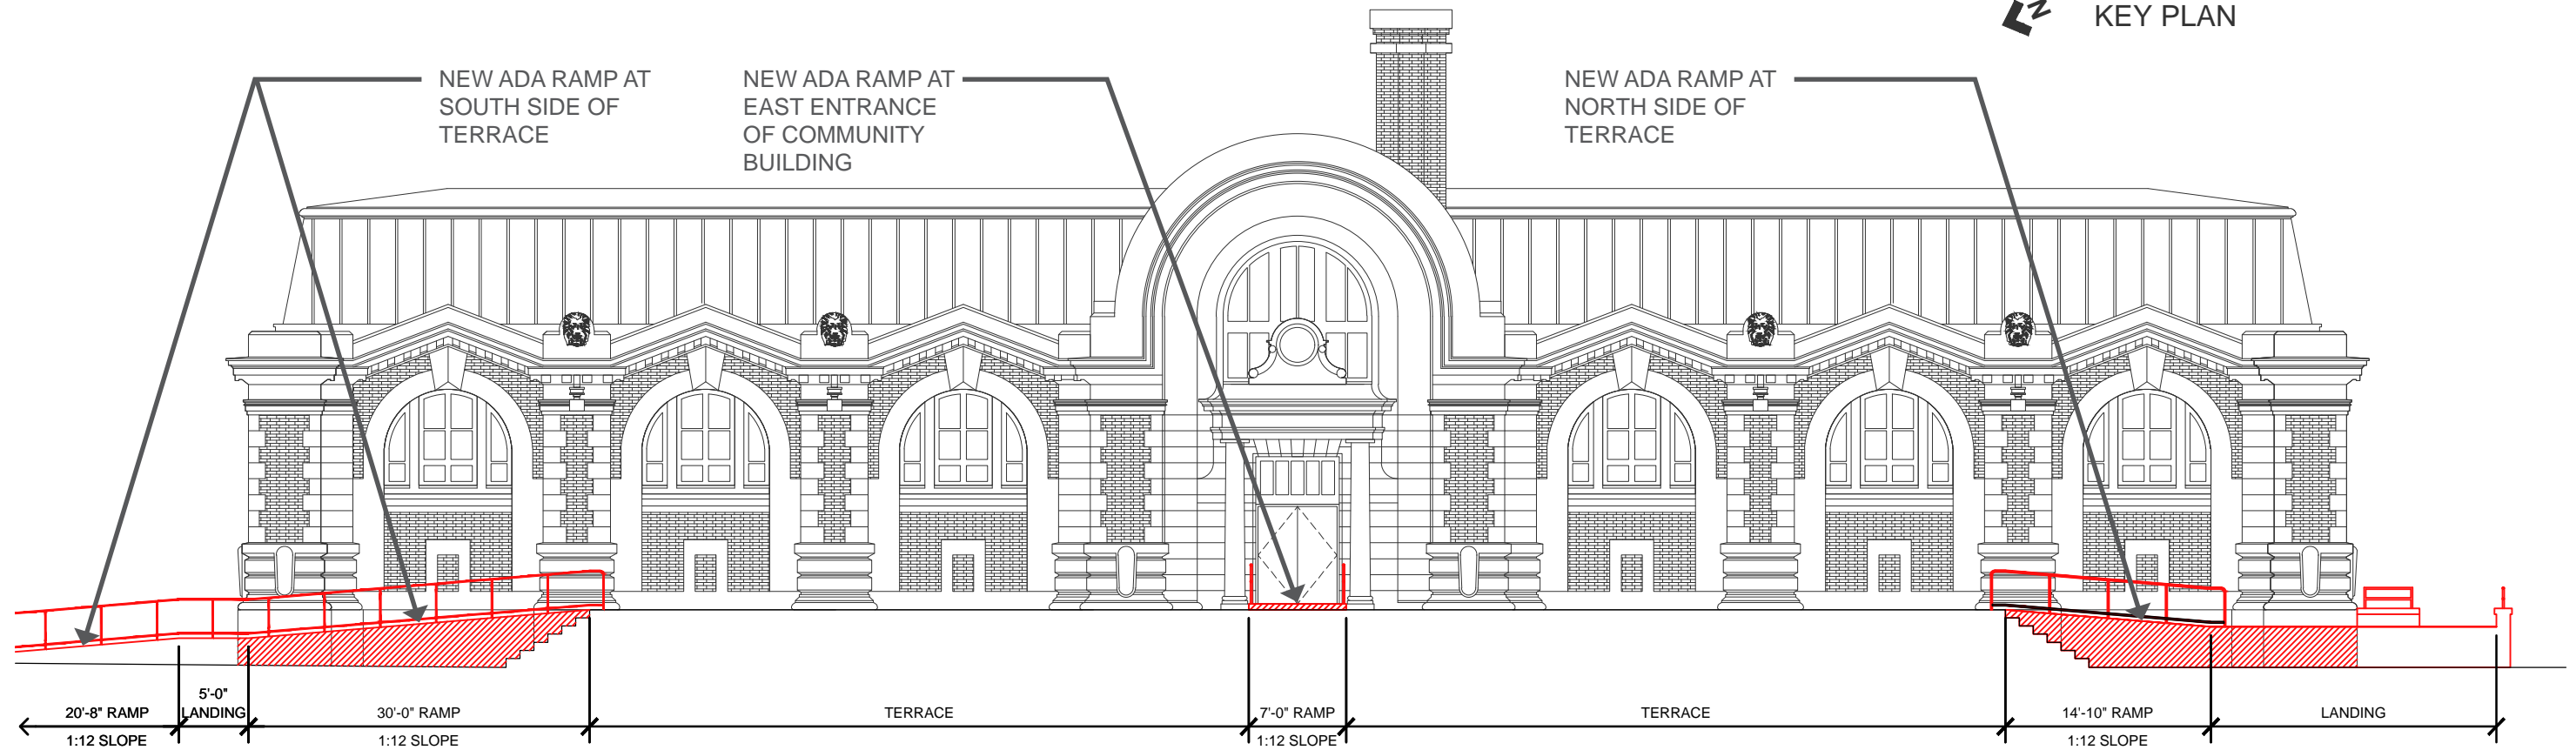 N
KEY PLAN
NEW ADA RAMP AT
SOUTH SIDE OF
TERRACE
NEW ADA RAMP AT
EAST ENTRANCE
OF COMMUNITY
BUILDING
NEW ADA RAMP AT
NORTH SIDE OF
TERRACE
20'-8" RAMP
1:12 SLOPE
5'-0"
LANDING
30'-0" RAMP
1:12 SLOPE
TERRACE
7'-0" RAMP
1:12 SLOPE
TERRACE
14'-10" RAMP
1:12 SLOPE
LANDING